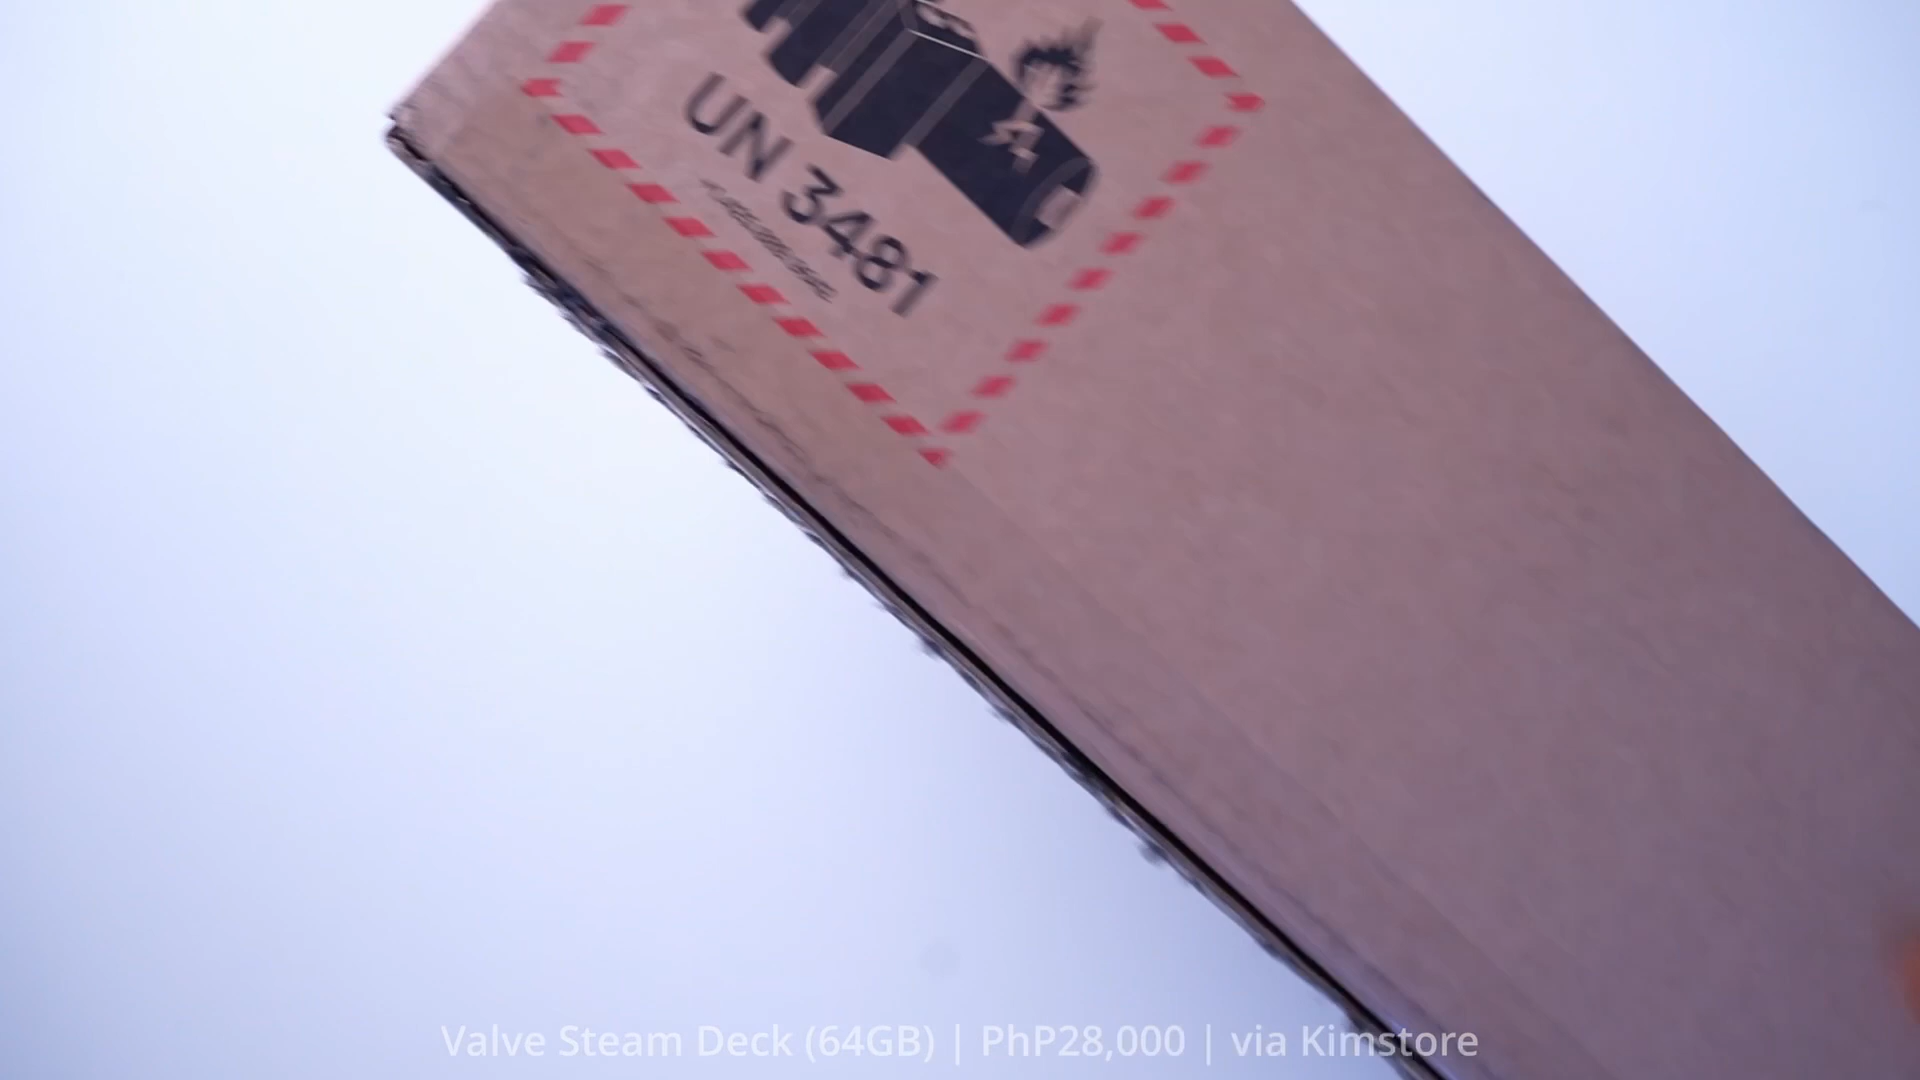 UN 3481
Valve Steam Deck (64GB) | PhP28,000 | via Kimstore